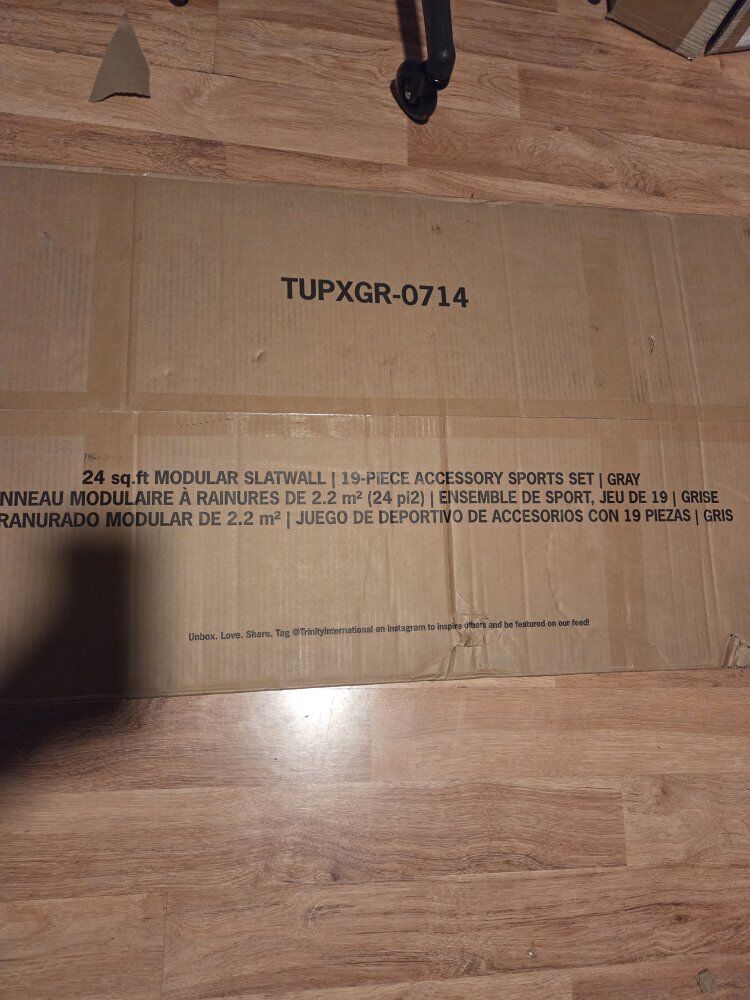 TUPXGR-0714
24 sq.ft MODULAR SLATWALL | 19-PIECE ACCESSORY SPORTS SET | GRAY
NNEAU MODULAIRE À RAINURES DE 2.2 m² (24 pi2) | ENSEMBLE DE SPORT, JEU DE 19 | GRISE
RANURADO MODULAR DE 2.2 m² | JUEGO DE DEPORTIVO DE ACCESORIOS CON 19 PIEZAS | GRIS
Unbox. Love. Share. Tag @TrinityInternational on Instagram to inspire others and be featured on our feed!